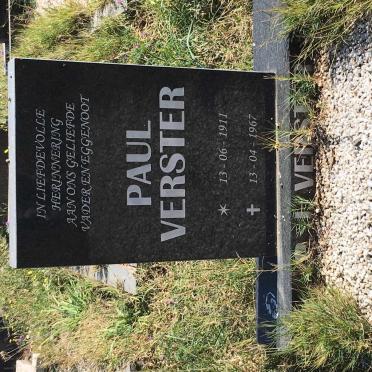 IN LIEFDEVOLLE
HERINNERING
AAN ONS GELIEFDE
VADER EN EGGENOOT
PAUL
VERSTER
* 13 - 06 - 1911
✝ 13 - 04 - 1967